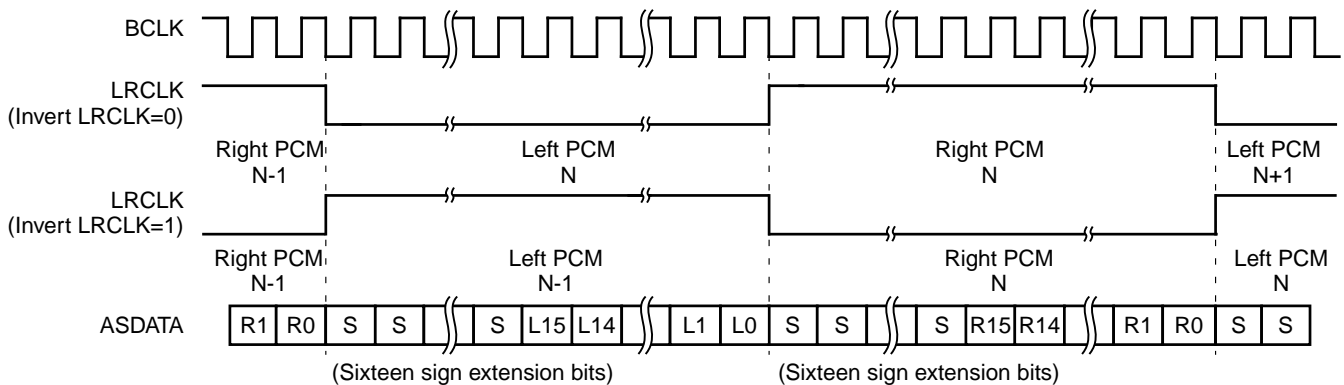 BCLK
LRCLK
(Invert LRCLK=0)
Right PCM
N-1
Left PCM
N
Right PCM
N
Left PCM
N+1
LRCLK
(Invert LRCLK=1)
Right PCM
N-1
Left PCM
N-1
Right PCM
N
Left PCM
N
ASDATA R1 R0 S S S L15 L14 L1 L0 S S S R15 R14 R1 R0 S S
(Sixteen sign extension bits) (Sixteen sign extension bits)